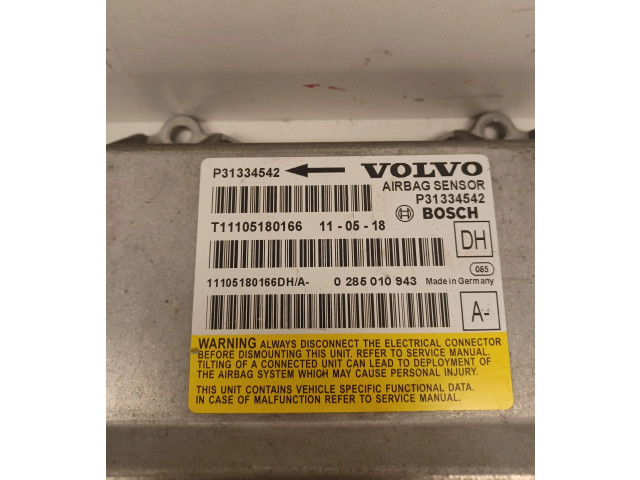 P31334542 VOLVO
AIRBAG SENSOR
P31334542
BOSCH
T11105180166 11 - 05 - 18
DH
085
11105180166DH/A- 0 285 010 943 Made in Germany
A-
WARNING ALWAYS DISCONNECT THE ELECTRICAL CONNECTOR
BEFORE DISMOUNTING THIS UNIT. REFER TO SERVICE MANUAL.
TILTING OF A CONNECTED UNIT CAN LEAD TO DEPLOYMENT OF
THE AIRBAG SYSTEM WHICH MAY CAUSE PERSONAL INJURY.
THIS UNIT CONTAINS VEHICLE SPECIFIC FUNCTIONAL DATA.
IN CASE OF MALFUNCTION REFER TO SERVICE MANUAL.